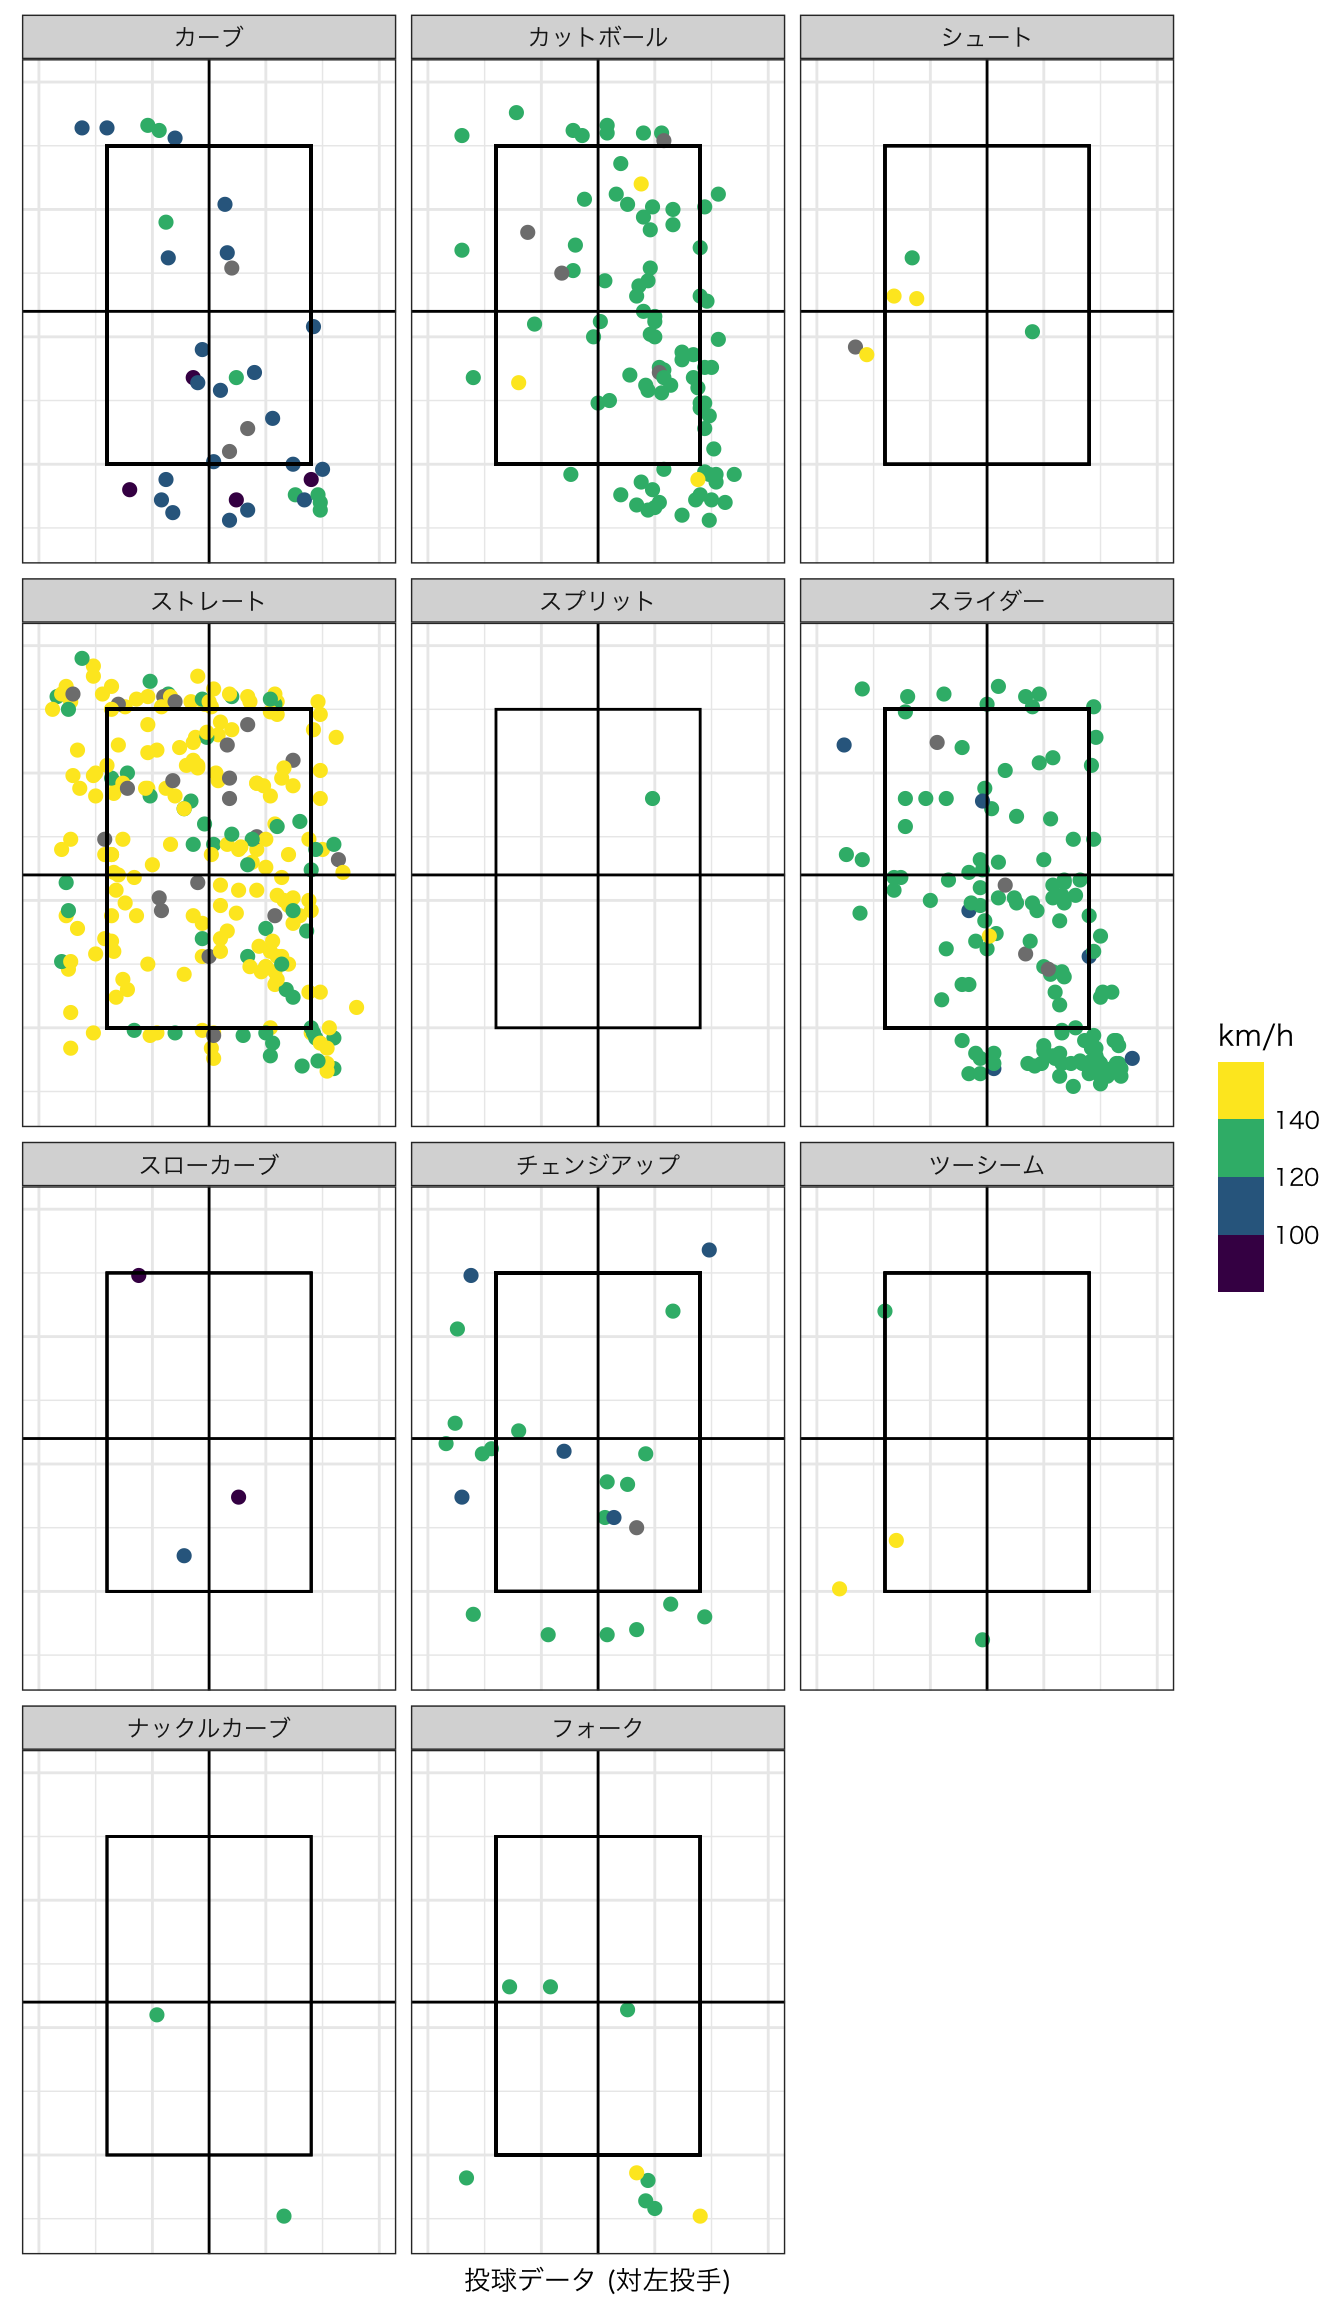 カーブ
カットボール
シュート
ストレート
スプリット
スライダー
km/h
140
120
100
スローカーブ
チェンジアップ
ツーシーム
ナックルカーブ
フォーク
投球データ (対左投手)